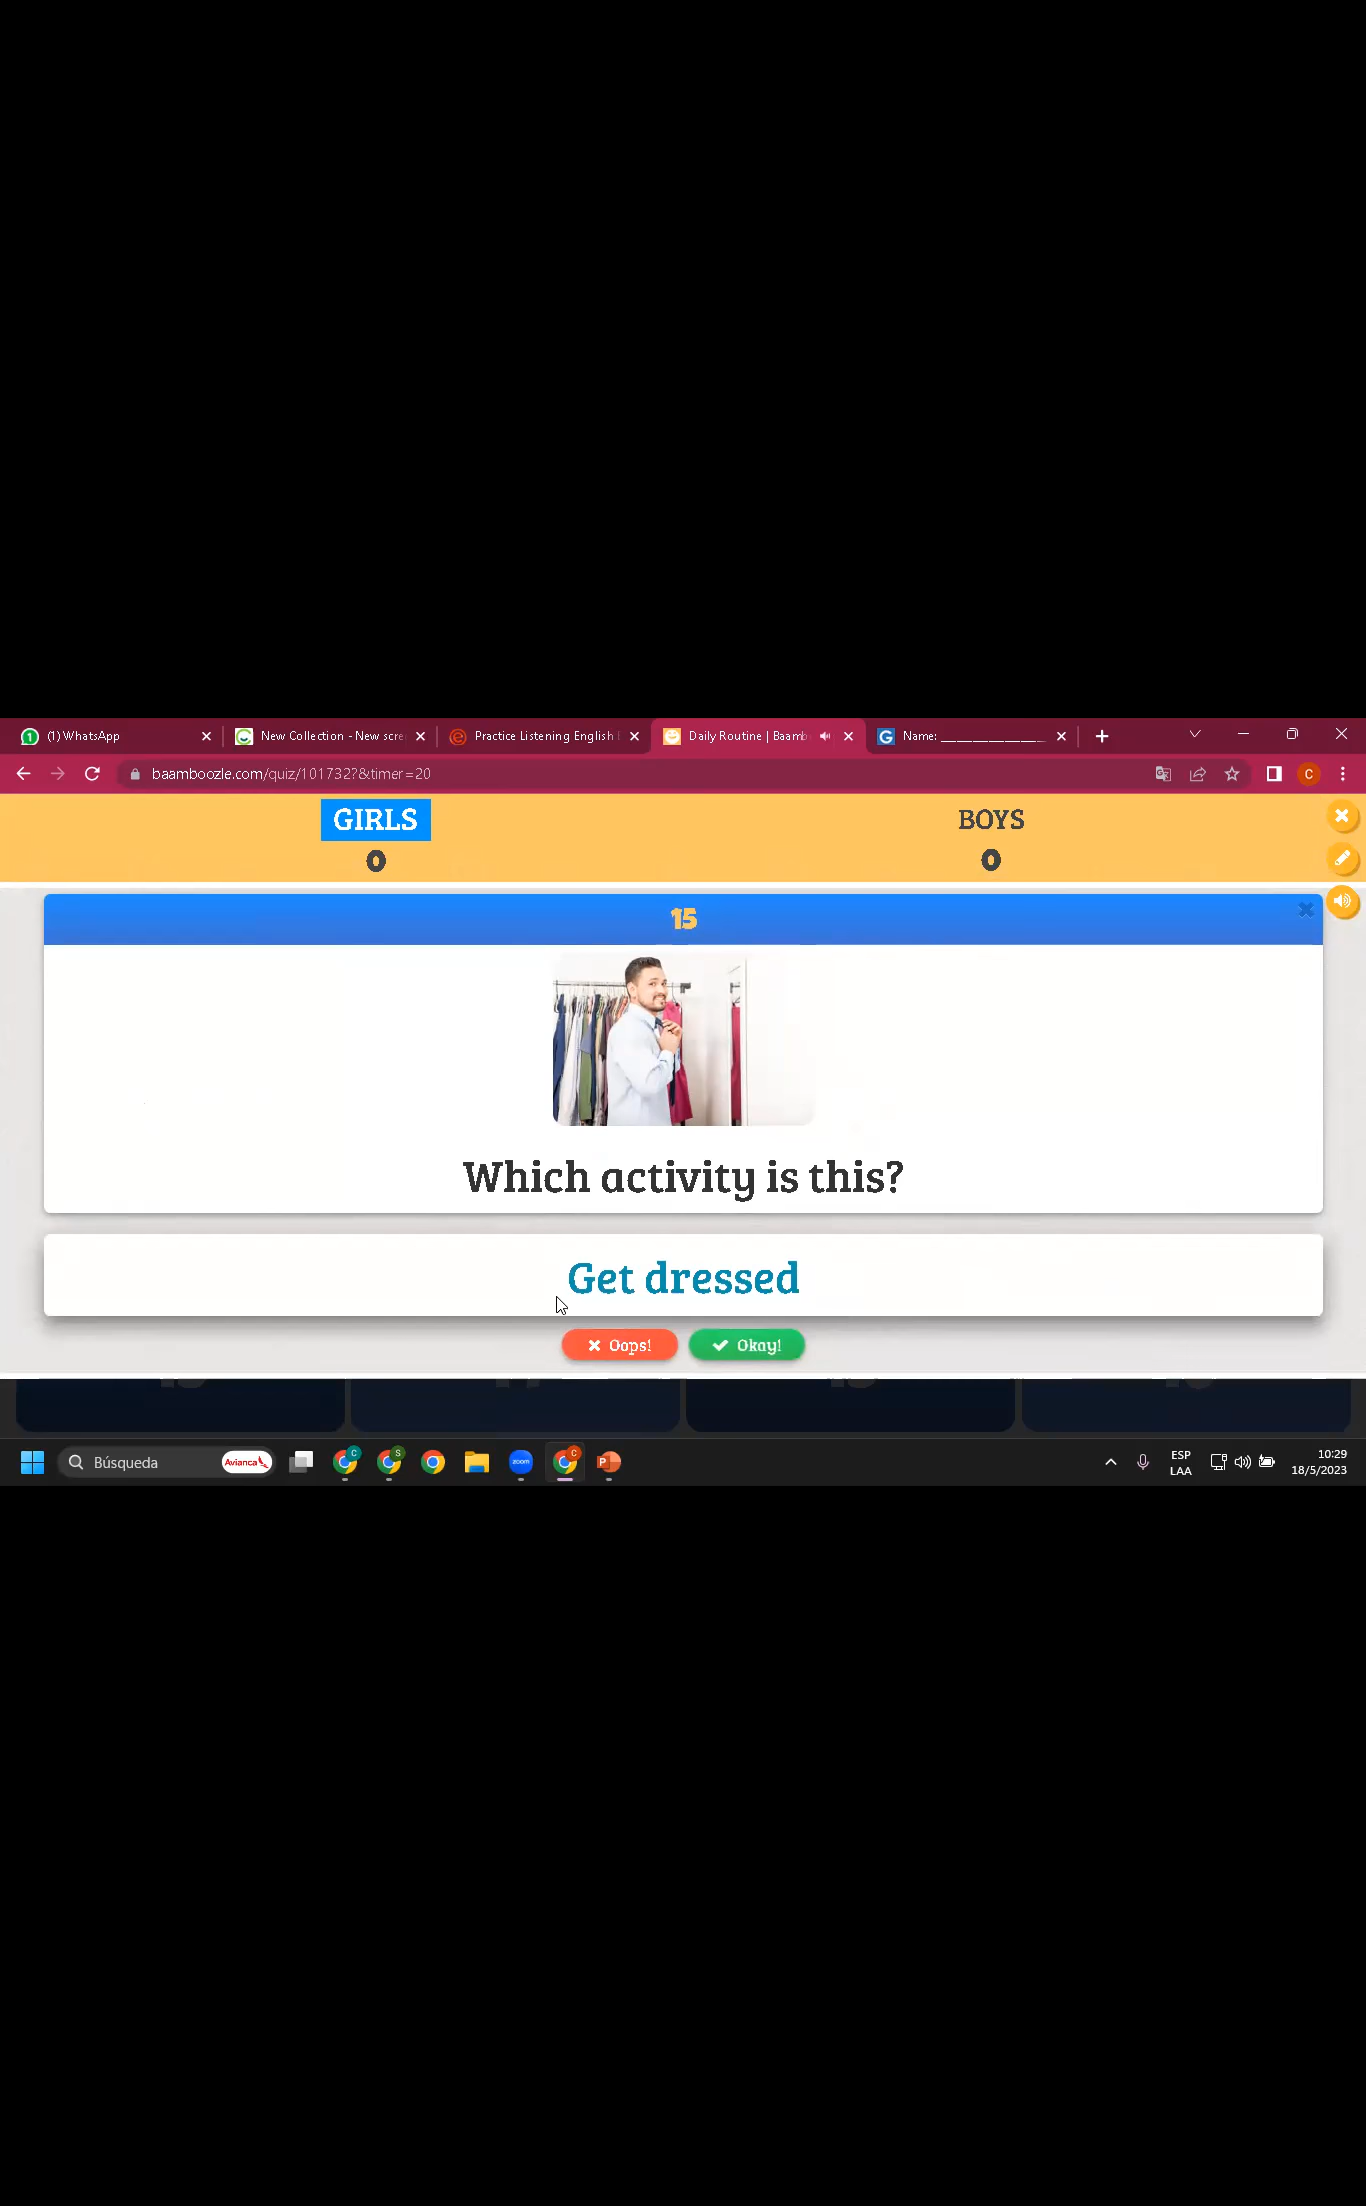 (1) WhatsApp
New Collection - New scre
Practice Listening English
Daily Routine | Baamb
Name: ____________________
baamboozle.com/quiz/101732?&timer=20
GIRLS
0
BOYS
0
15
Which activity is this?
Get dressed
Oops!
Okay!
Búsqueda
Avianca
zoom
ESP
LAA
10:29
18/5/2023